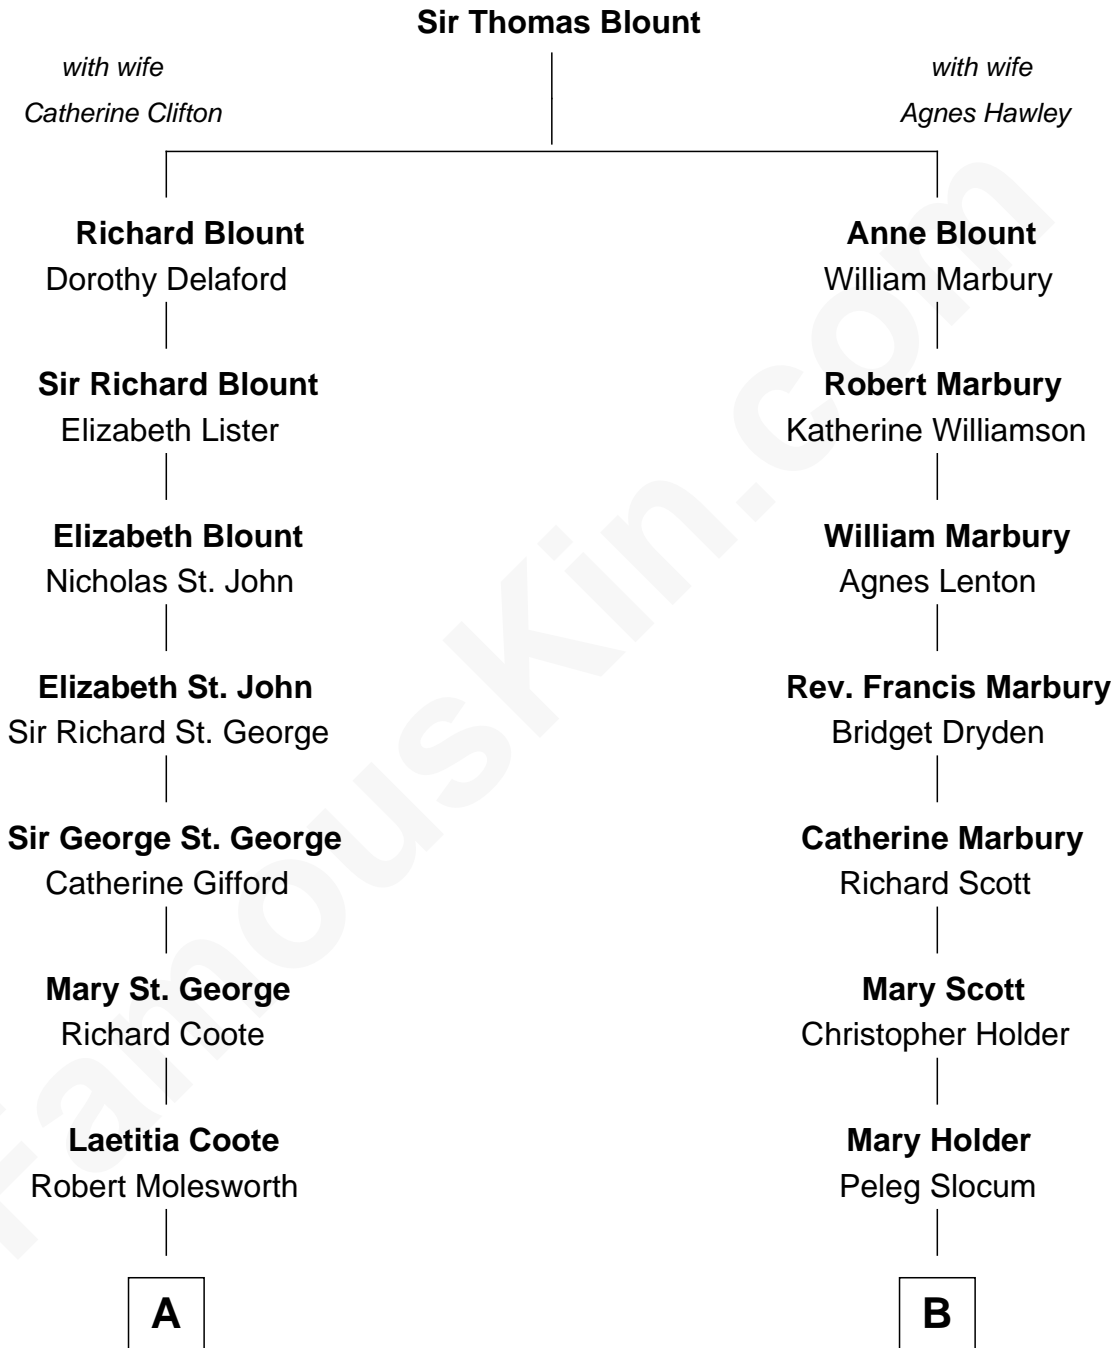 Sir Thomas Blount
with wife
Catherine Clifton
with wife
Agnes Hawley
Richard Blount
Dorothy Delaford
Anne Blount
William Marbury
Sir Richard Blount
Elizabeth Lister
Robert Marbury
Katherine Williamson
Elizabeth Blount
Nicholas St. John
William Marbury
Agnes Lenton
Elizabeth St. John
Sir Richard St. George
Rev. Francis Marbury
Bridget Dryden
Sir George St. George
Catherine Gifford
Catherine Marbury
Richard Scott
Mary St. George
Richard Coote
Mary Scott
Christopher Holder
Laetitia Coote
Robert Molesworth
Mary Holder
Peleg Slocum
A
B
FamousKin.com